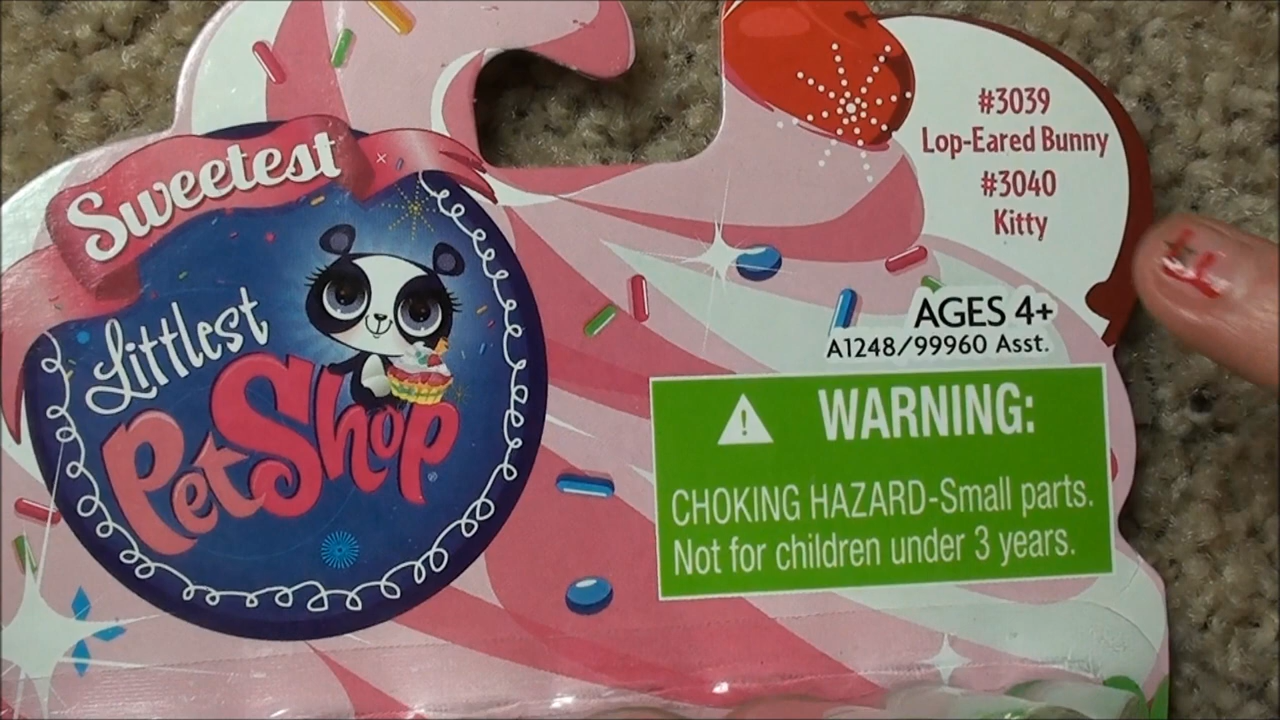 Sweetest
Littlest
PetShop
#3039
Lop-Eared Bunny
#3040
Kitty
AGES 4+
A1248/99960 Asst.
WARNING:
CHOKING HAZARD-Small parts.
Not for children under 3 years.